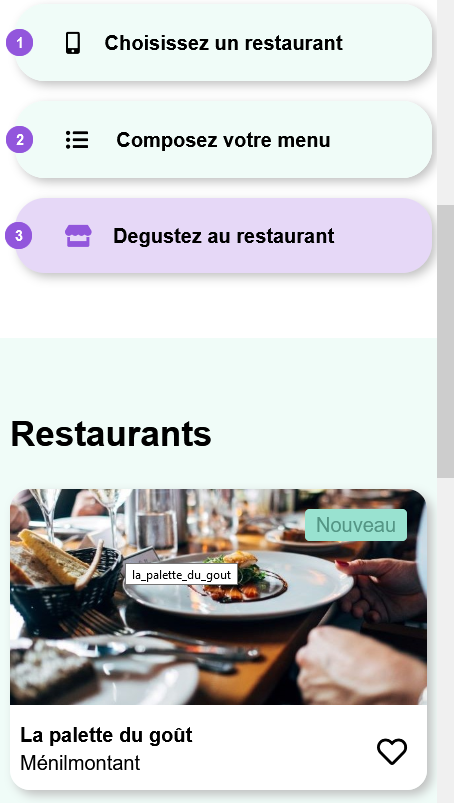 1 Choisissez un restaurant
2 Composez votre menu
3 Degustez au restaurant
Restaurants
Nouveau
la_palette_du_gout
La palette du goût
Ménilmontant